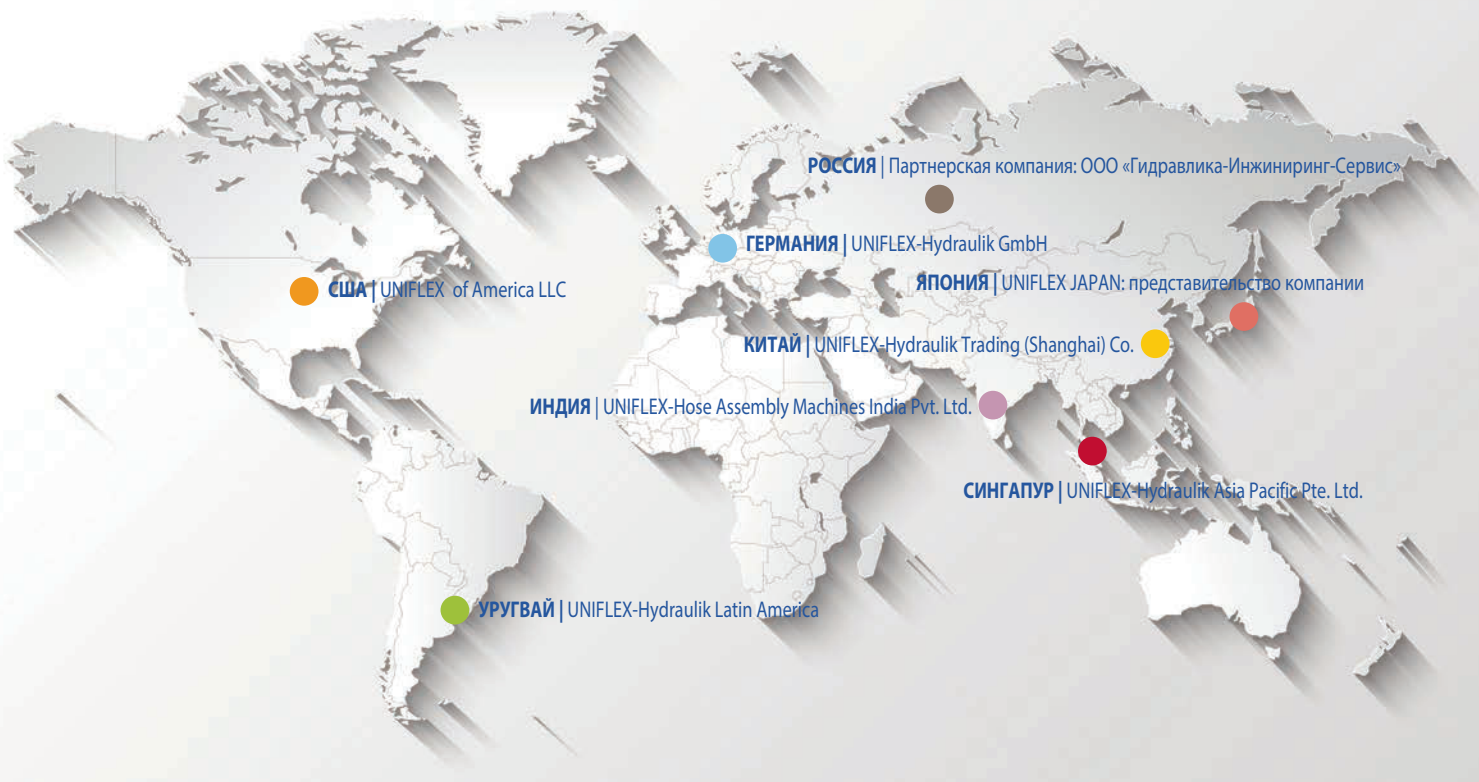 РОССИЯ | Партнерская компания: ООО «Гидравлика-Инжиниринг-Сервис»
ГЕРМАНИЯ | UNIFLEX-Hydraulik GmbH
ЯПОНИЯ | UNIFLEX JAPAN: представительство компании
США | UNIFLEX of America LLC
КИТАЙ | UNIFLEX-Hydraulik Trading (Shanghai) Co.
ИНДИЯ | UNIFLEX-Hose Assembly Machines India Pvt. Ltd.
СИНГАПУР | UNIFLEX-Hydraulik Asia Pacific Pte. Ltd.
УРУГВАЙ | UNIFLEX-Hydraulik Latin America